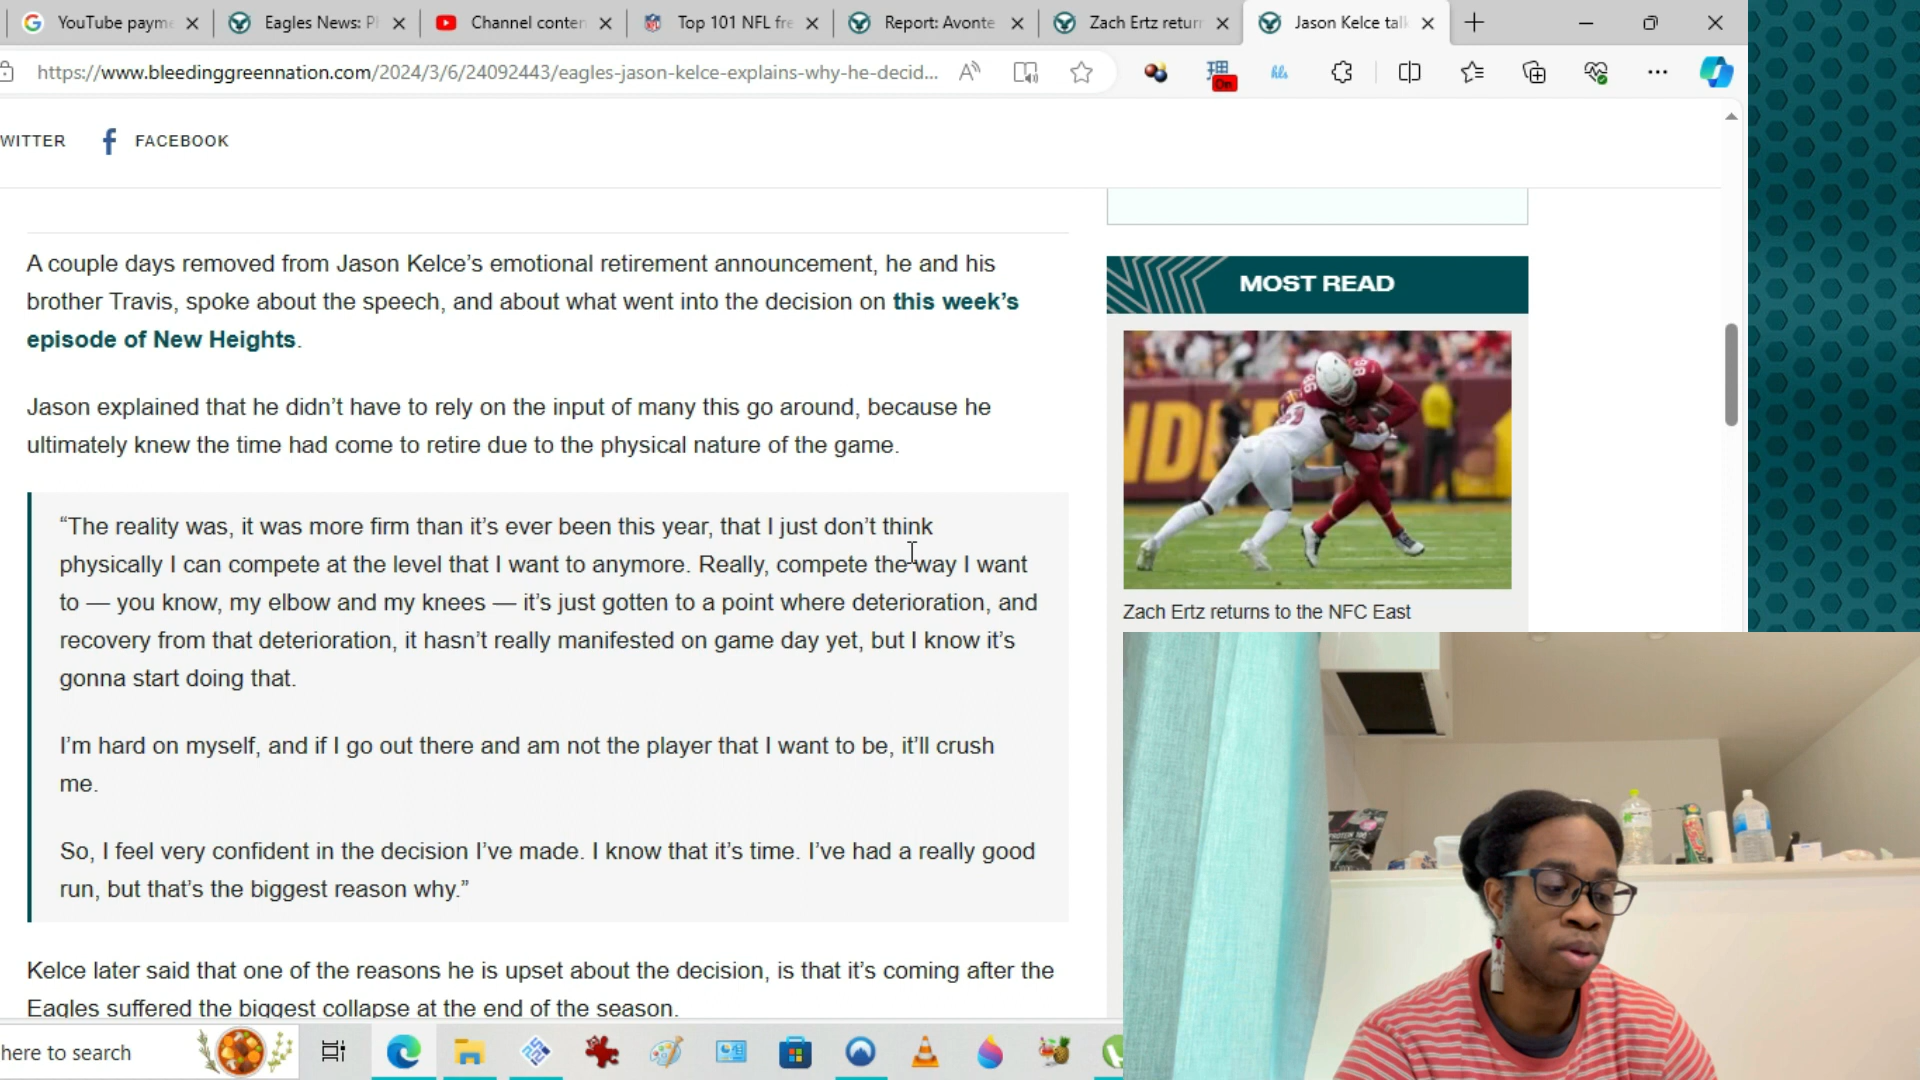 YouTube payme
Eagles News: P
Channel conten
Top 101 NFL fre
Report: Avonte
Zach Ertz retur
Jason Kelce talk
https://www.bleedinggreennation.com/2024/3/6/24092443/eagles-jason-kelce-explains-why-he-decid...
On
hls
WITTER
FACEBOOK
A couple days removed from Jason Kelce’s emotional retirement announcement, he and his
brother Travis, spoke about the speech, and about what went into the decision on this week’s
episode of New Heights.
Jason explained that he didn’t have to rely on the input of many this go around, because he
ultimately knew the time had come to retire due to the physical nature of the game.
“The reality was, it was more firm than it’s ever been this year, that I just don’t think
physically I can compete at the level that I want to anymore. Really, compete the way I want
to — you know, my elbow and my knees — it’s just gotten to a point where deterioration, and
recovery from that deterioration, it hasn’t really manifested on game day yet, but I know it’s
gonna start doing that.
I’m hard on myself, and if I go out there and am not the player that I want to be, it’ll crush
me.
So, I feel very confident in the decision I’ve made. I know that it’s time. I’ve had a really good
run, but that’s the biggest reason why.”
Kelce later said that one of the reasons he is upset about the decision, is that it’s coming after the
Eagles suffered the biggest collapse at the end of the season.
MOST READ
Zach Ertz returns to the NFC East
here to search